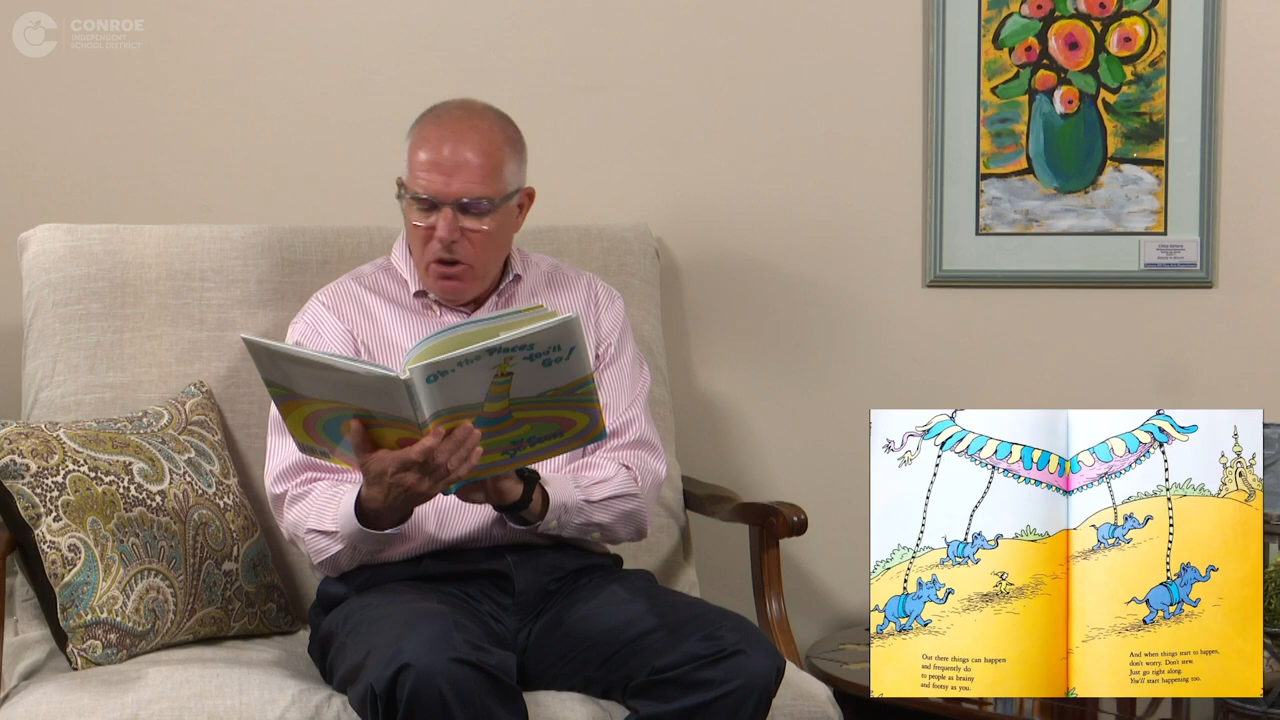 CONROE
INDEPENDENT
SCHOOL DISTRICT
Oh, the Places
You'll
Go!
Dr. Seuss
Out there things can happen
and frequently do
to people as brainy
and footsy as you.
And when things start to happen,
don't worry. Don't stew.
Just go right along.
You'll start happening too.